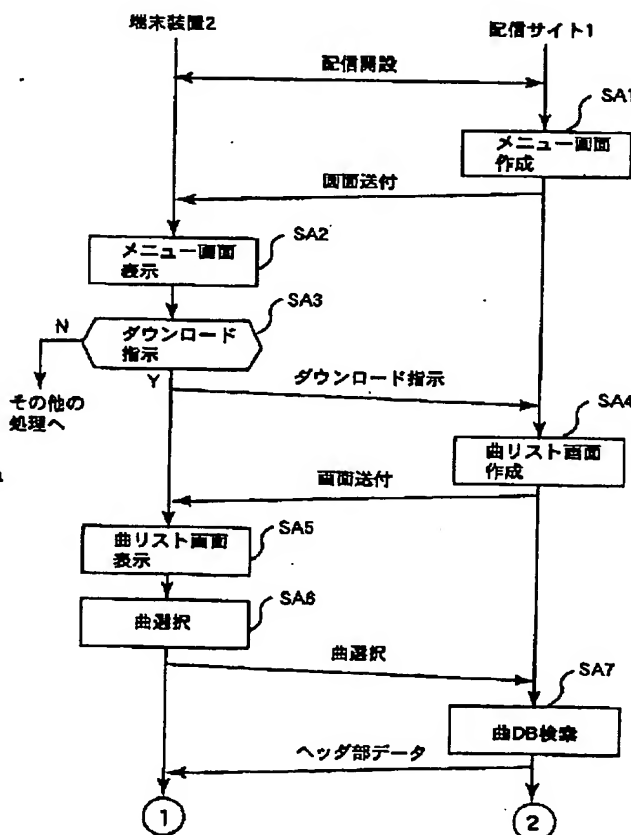 端末装置2
配信サイト1
配信開設
SA1
メニュー画面
作成
画面送付
SA2
メニュー画面
表示
SA3
N
ダウンロード
指示
Y
その他の
処理へ
ダウンロード指示
SA4
曲リスト画面
作成
画面送付
SA5
曲リスト画面
表示
SA6
曲選択
曲選択
SA7
曲DB検索
ヘッダ部データ
1
2